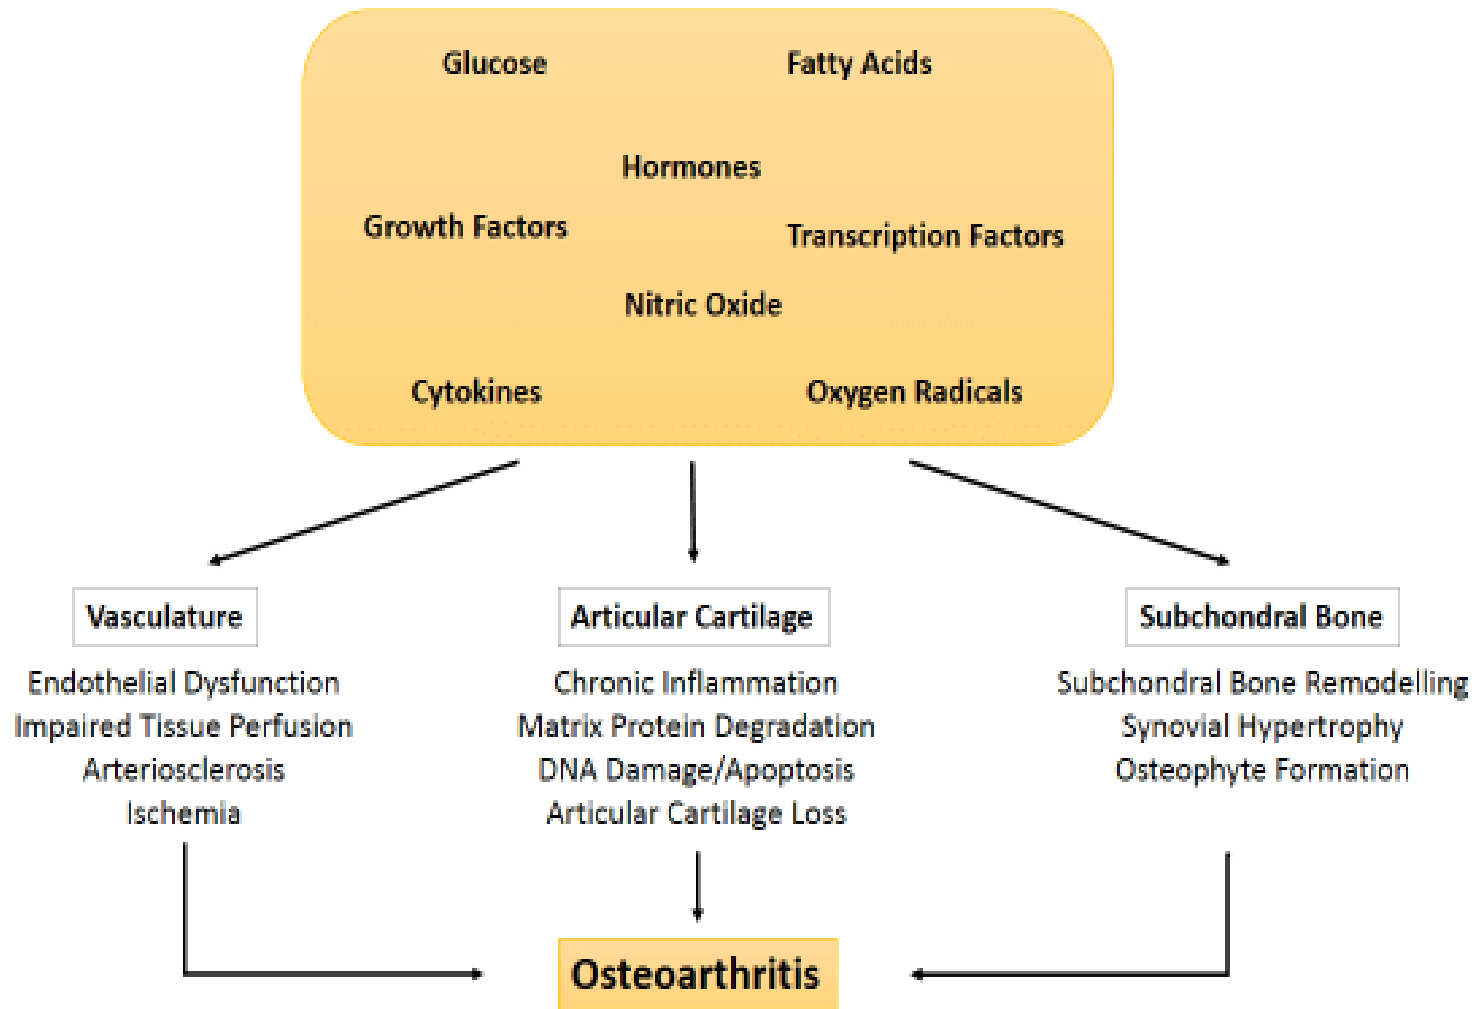 Glucose
Fatty Acids
Hormones
Growth Factors
Transcription Factors
Nitric Oxide
Cytokines
Oxygen Radicals
Vasculature
Endothelial Dysfunction
Impaired Tissue Perfusion
Arteriosclerosis
Ischemia
Articular Cartilage
Chronic Inflammation
Matrix Protein Degradation
DNA Damage/Apoptosis
Articular Cartilage Loss
Subchondral Bone
Subchondral Bone Remodelling
Synovial Hypertrophy
Osteophyte Formation
Osteoarthritis